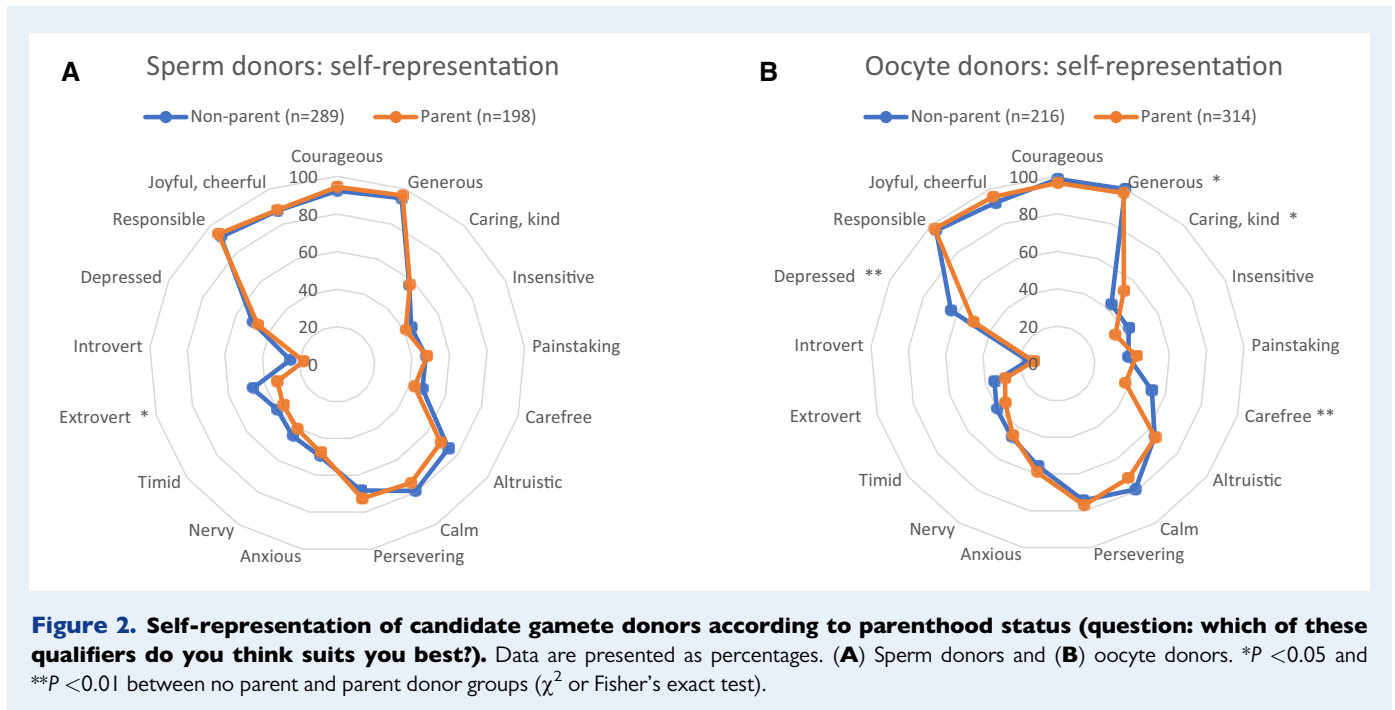 A
Sperm donors: self-representation
Non-parent (n=289)
Parent (n=198)
Courageous
Generous
Caring, kind
Insensitive
Painstaking
Carefree
Altruistic
Calm
Persevering
Anxious
Nervy
Timid
Extrovert *
Introvert
Depressed
Responsible
Joyful, cheerful
100
80
60
40
20
0
B
Oocyte donors: self-representation
Non-parent (n=216)
Parent (n=314)
Courageous
Generous *
Caring, kind *
Insensitive
Painstaking
Carefree **
Altruistic
Calm
Persevering
Anxious
Nervy
Timid
Extrovert
Introvert
Depressed **
Responsible
Joyful, cheerful
100
80
60
40
20
0
Figure 2. Self-representation of candidate gamete donors according to parenthood status (question: which of these
qualifiers do you think suits you best?). Data are presented as percentages. (A) Sperm donors and (B) oocyte donors. *P <0.05 and
**P <0.01 between no parent and parent donor groups (χ² or Fisher's exact test).